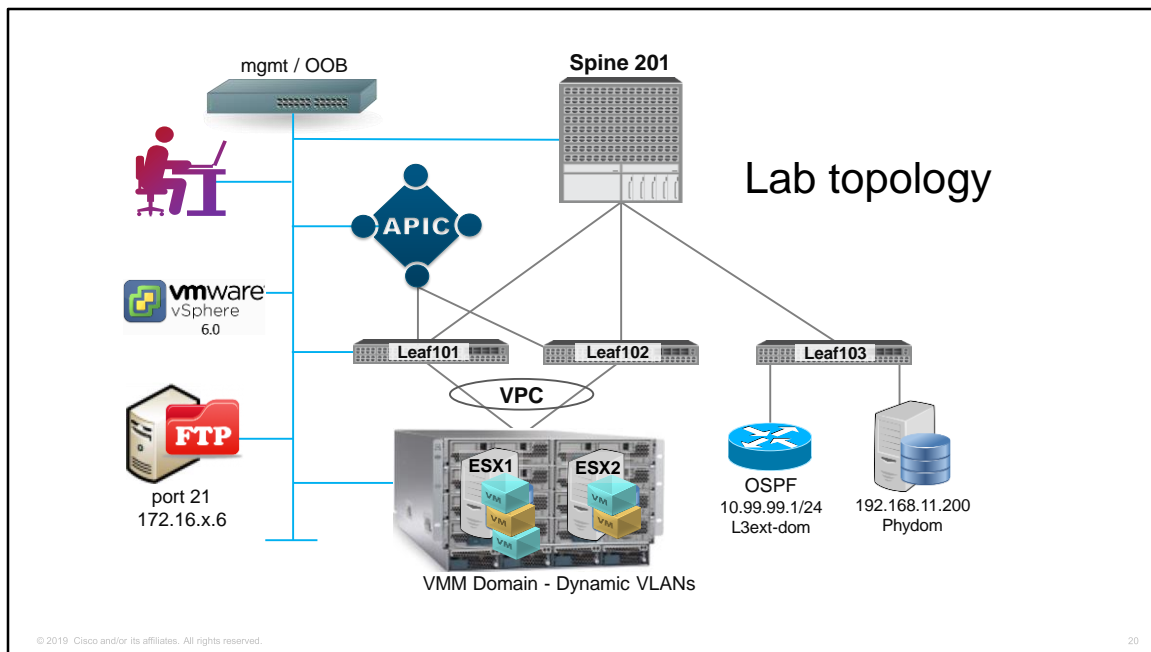 mgmt / OOB
Spine 201
Lab topology
APIC
vmware
vSphere
6.0
Leaf101
Leaf102
Leaf103
VPC
FTP
port 21
172.16.x.6
ESX1
ESX2
VM
VM
VM
VM
VM
OSPF
10.99.99.1/24
L3ext-dom
192.168.11.200
Phydom
VMM Domain - Dynamic VLANs
© 2019 Cisco and/or its affiliates. All rights reserved.
20